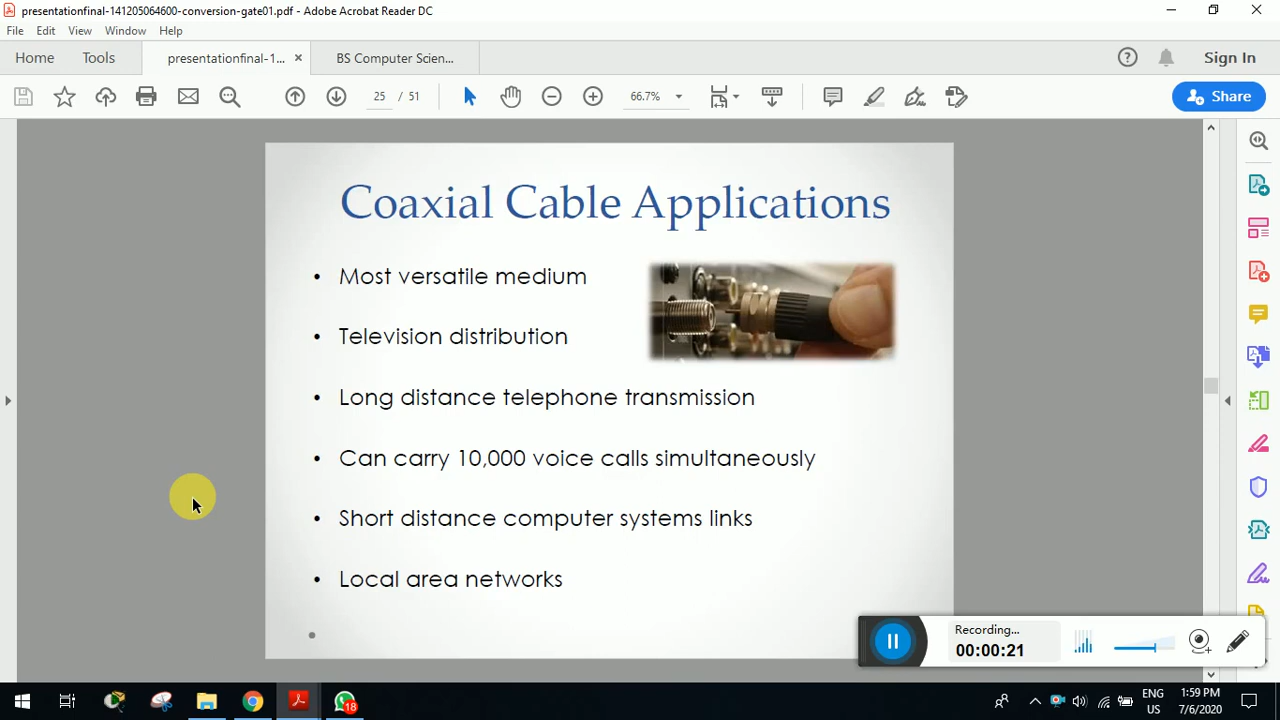 presentationfinal-141205064600-conversion-gate01.pdf - Adobe Acrobat Reader DC
File Edit View Window Help
Home Tools presentationfinal-1... × BS Computer Scien... Sign In
25 / 51 66.7% Share
Coaxial Cable Applications
• Most versatile medium
• Television distribution
• Long distance telephone transmission
• Can carry 10,000 voice calls simultaneously
• Short distance computer systems links
• Local area networks
Recording...
00:00:21
18
ENG
US
1:59 PM
7/6/2020